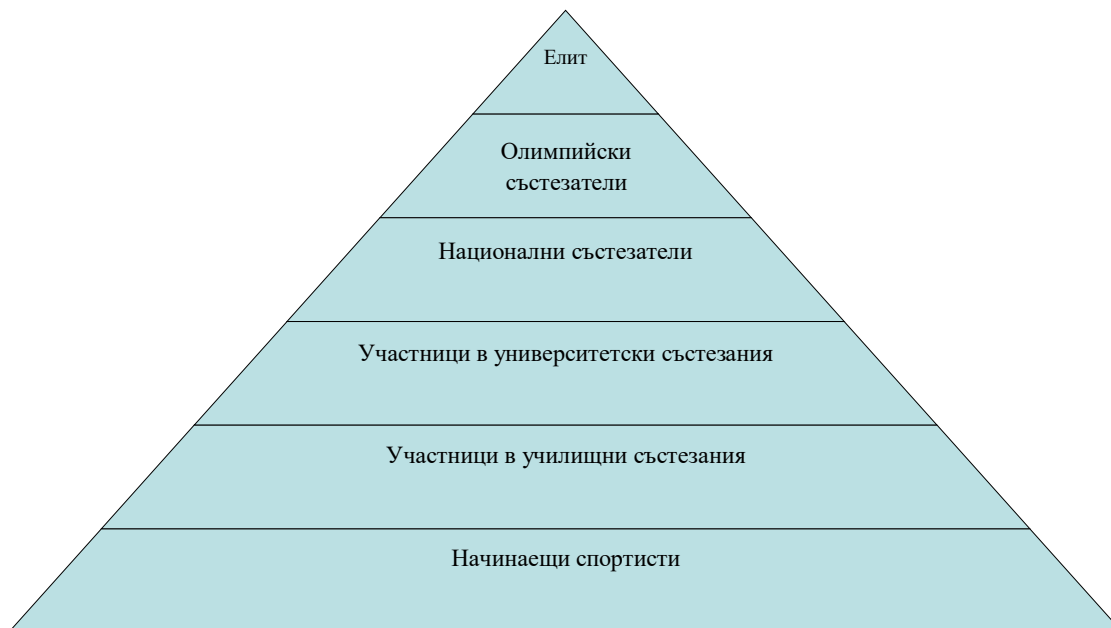 Елит
Олимпийски
състезатели
Национални състезатели
Участници в университетски състезания
Участници в училищни състезания
Начинаещи спортисти